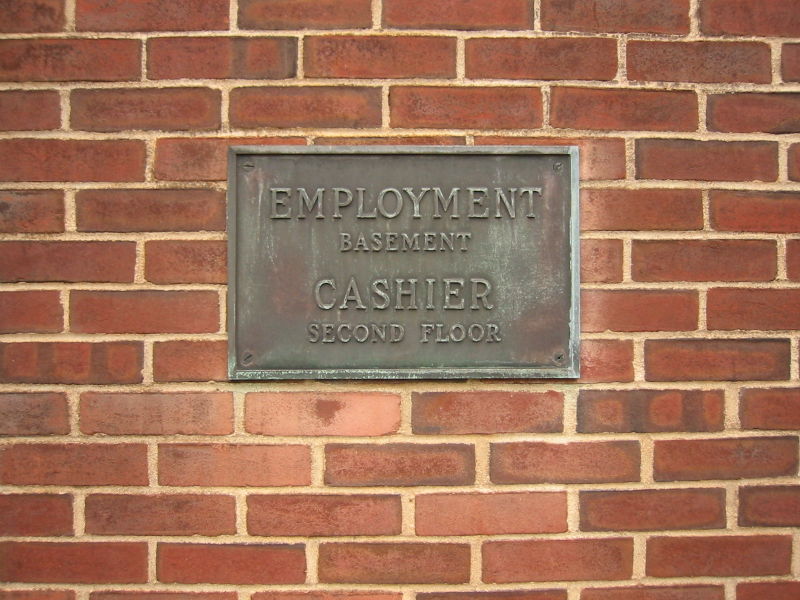 EMPLOYMENT
BASEMENT
CASHIER
SECOND FLOOR